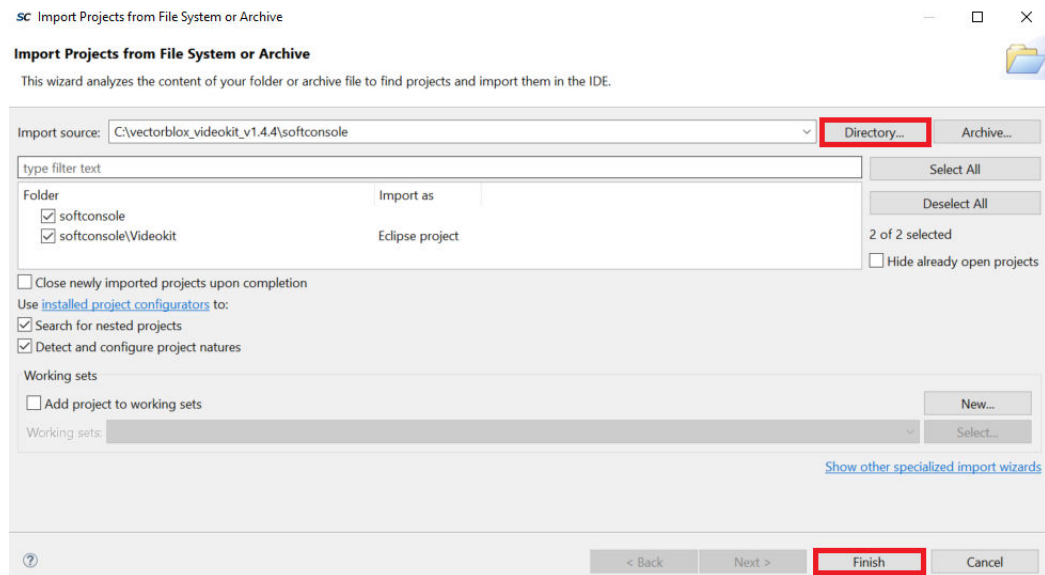 SC Import Projects from File System or Archive
Import Projects from File System or Archive
This wizard analyzes the content of your folder or archive file to find projects and import them in the IDE.
Import source: C:\vectorblox_videokit_v1.4.4\softconsole Directory... Archive...
type filter text Select All
Folder Import as
Deselect All
softconsole
softconsole\Videokit Eclipse project
2 of 2 selected
Hide already open projects
Close newly imported projects upon completion
Use installed project configurators to:
Search for nested projects
Detect and configure project natures
Working sets
Add project to working sets New...
Working sets: Select...
Show other specialized import wizards
? < Back Next > Finish Cancel